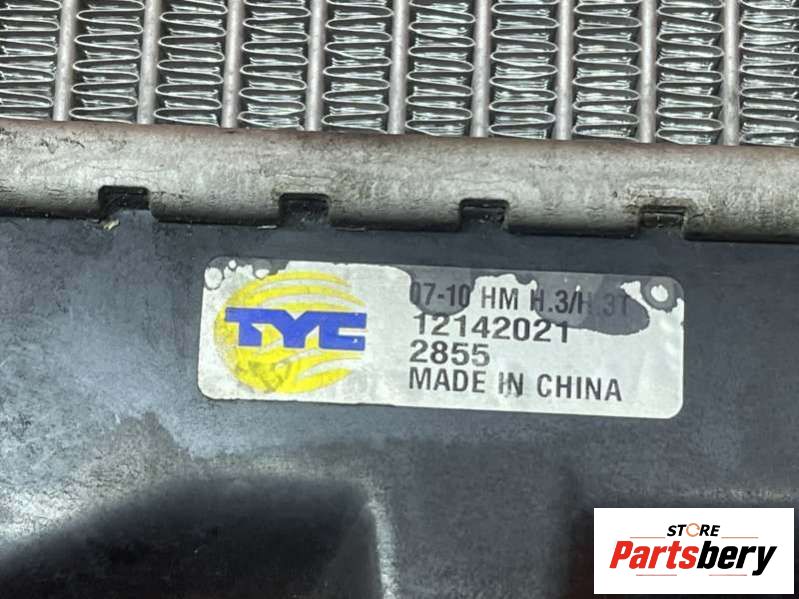 TYC
07-10 HM H.3/H.3T
12142021
2855
MADE IN CHINA
STORE
Partsbery